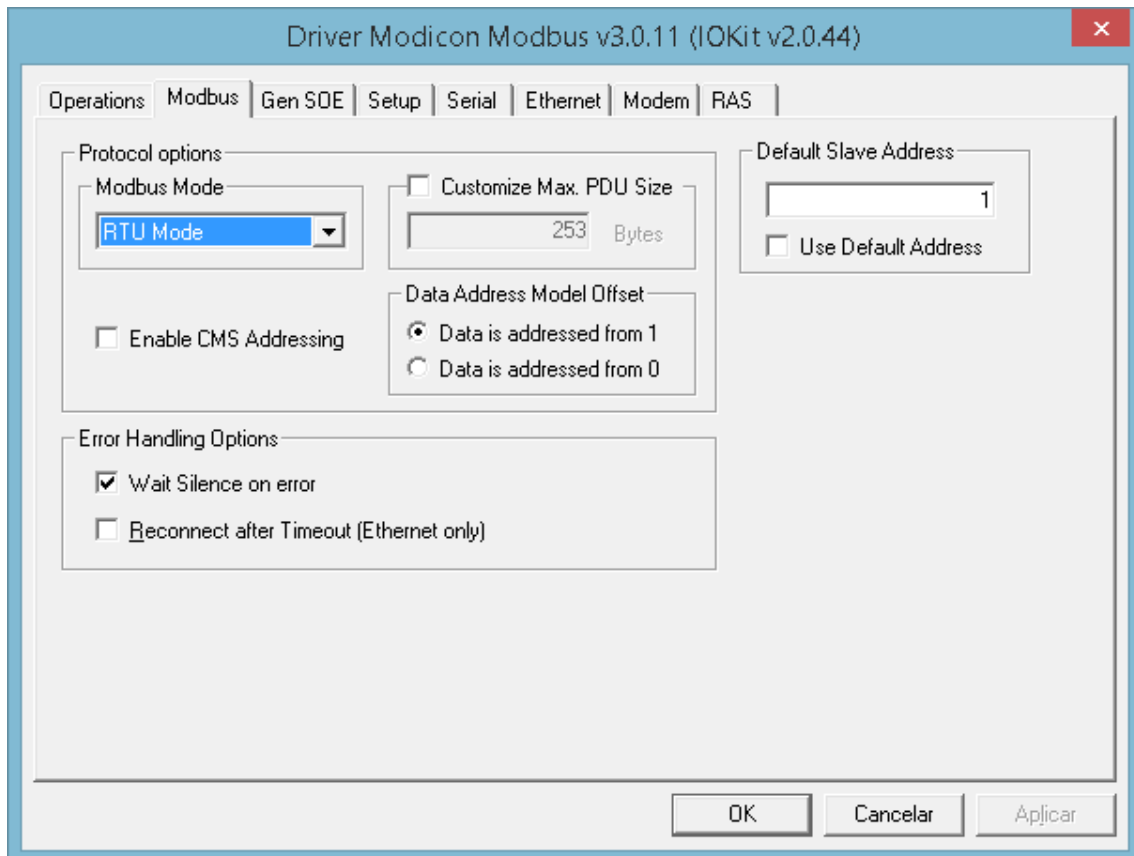 Driver Modicon Modbus v3.0.11 (IOKit v2.0.44)
Operations Modbus Gen SOE Setup Serial Ethernet Modem RAS
Protocol options
Modbus Mode
RTU Mode
Customize Max. PDU Size
253 Bytes
Enable CMS Addressing
Data Address Model Offset
Data is addressed from 1
Data is addressed from 0
Default Slave Address
1
Use Default Address
Error Handling Options
Wait Silence on error
Reconnect after Timeout (Ethernet only)
OK Cancelar Aplicar